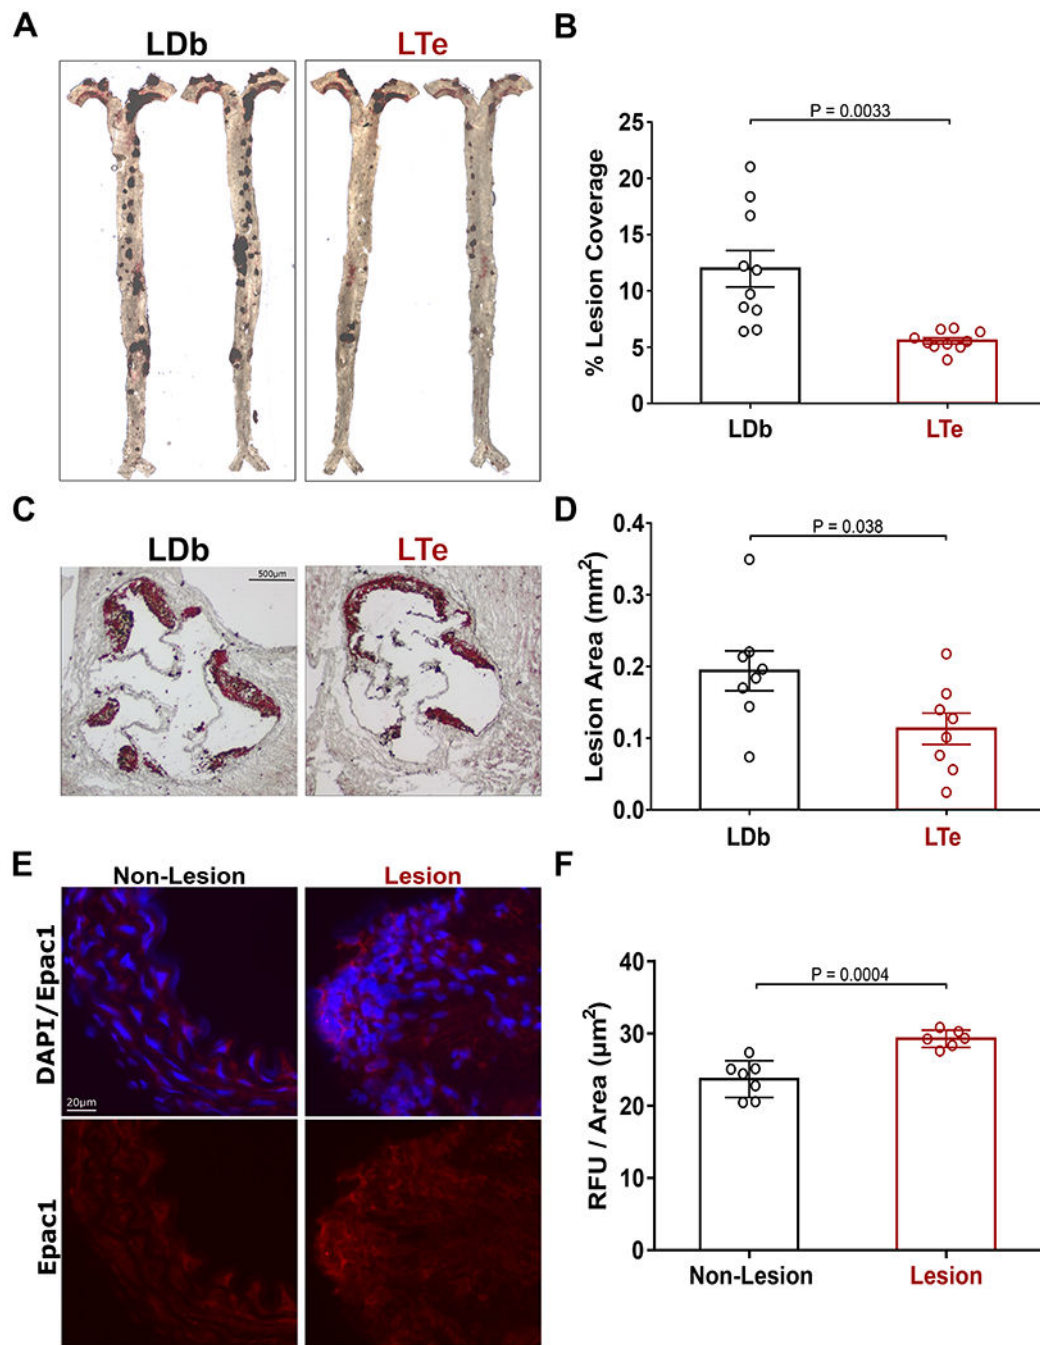 A
LDb
LTe
B
P = 0.0033
% Lesion Coverage
25
20
15
10
5
0
LDb
LTe
C
LDb
LTe
500µm
D
P = 0.038
Lesion Area (mm²)
0.4
0.3
0.2
0.1
0.0
LDb
LTe
E
Non-Lesion
Lesion
DAPI/Epac1
20µm
Epac1
F
P = 0.0004
RFU / Area (µm²)
40
30
20
10
0
Non-Lesion
Lesion